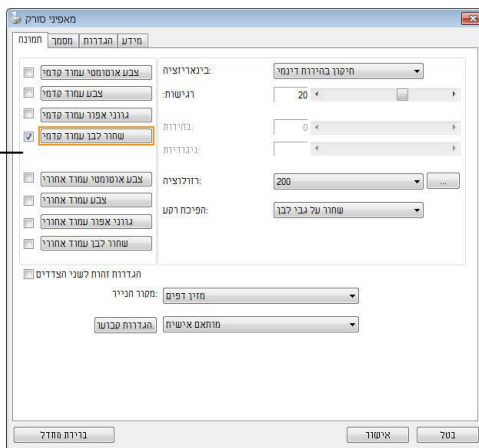 מאפיני סורק
תמונה מסמך הגדרות מידע
צבע אוטומטי עמוד קדמי
צבע עמוד קדמי
גווני אפור עמוד קדמי
שחור לבן עמוד קדמי
צבע אוטומטי עמוד אחורי
צבע עמוד אחורי
גווני אפור עמוד אחורי
שחור לבן עמוד אחורי
בינאריזציה: תיקון בהירות דינמי
רגישות: 20
בהירות: 0
ניגודיות:
רזולוציה: 200 ...
הפיכת רקע: שחור על גבי לבן
הגדרות זהות לשני הצדדים
מקור הנייר: מזין דפים
הגדרות קבוער. מותאם אישית
ברירת מחדל אישור בטל